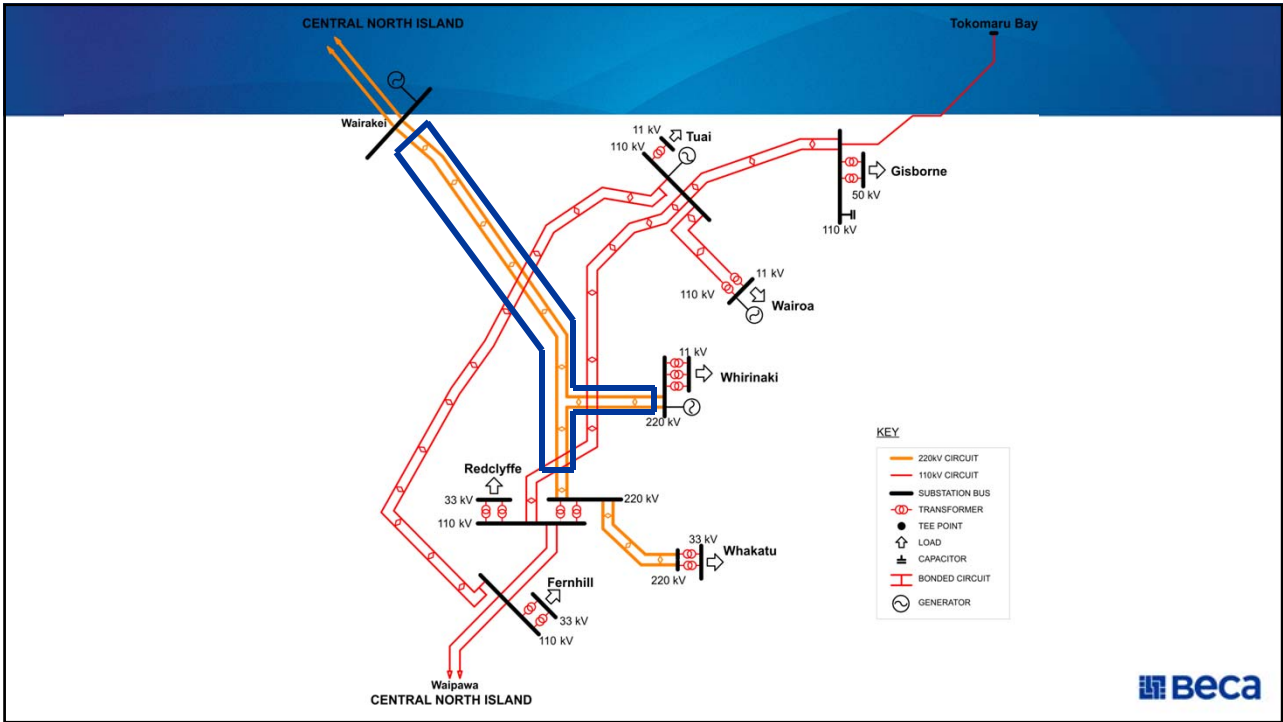 CENTRAL NORTH ISLAND
Tokomaru Bay
Wairakei
11 kV
Tuai
110 kV
Gisborne
50 kV
110 kV
11 kV
110 kV
Wairoa
11 kV
Whirinaki
220 kV
KEY
220kV CIRCUIT
110kV CIRCUIT
SUBSTATION BUS
TRANSFORMER
TEE POINT
LOAD
CAPACITOR
BONDED CIRCUIT
GENERATOR
Redclyffe
33 kV
220 kV
110 kV
33 kV
Whakatu
220 kV
Fernhill
33 kV
110 kV
Waipawa
CENTRAL NORTH ISLAND
Beca